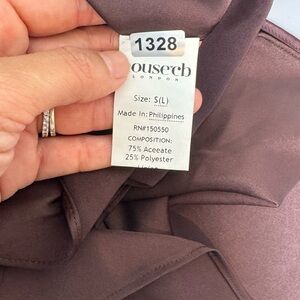 1328
ousecb
LONDON
Size: S(L)
Made In: Philippines
RN#150550
COMPOSITION:
75% Aceeate
25% Polyester